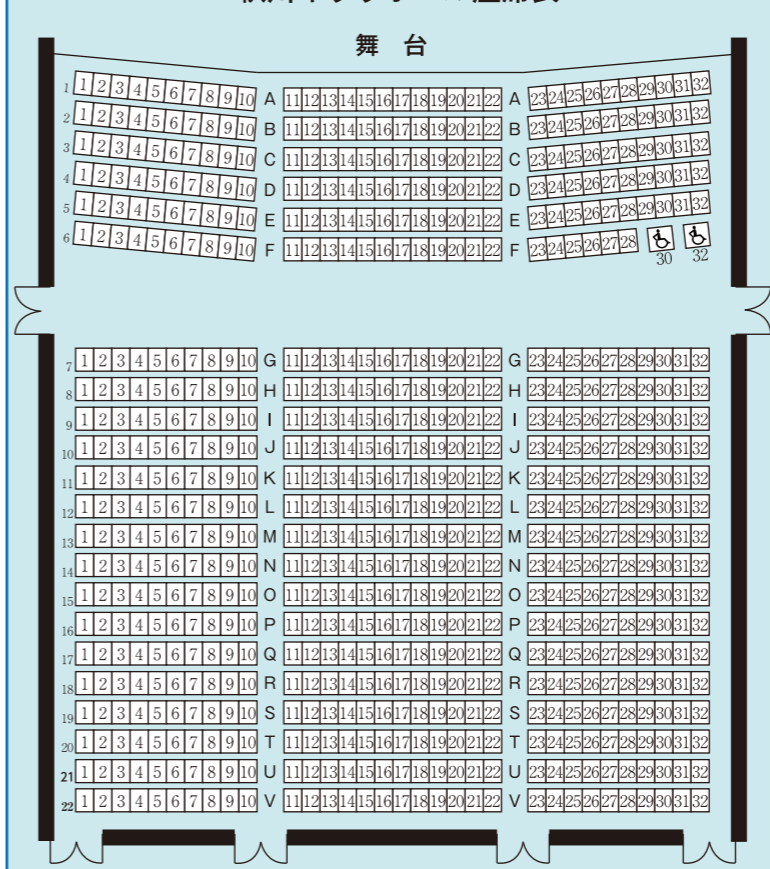 舞 台
1 1 2 3 4 5 6 7 8 9 10 A 11 12 13 14 15 16 17 18 19 20 21 22 A 23 24 25 26 27 28 29 30 31 32
2 1 2 3 4 5 6 7 8 9 10 B 11 12 13 14 15 16 17 18 19 20 21 22 B 23 24 25 26 27 28 29 30 31 32
3 1 2 3 4 5 6 7 8 9 10 C 11 12 13 14 15 16 17 18 19 20 21 22 C 23 24 25 26 27 28 29 30 31 32
4 1 2 3 4 5 6 7 8 9 10 D 11 12 13 14 15 16 17 18 19 20 21 22 D 23 24 25 26 27 28 29 30 31 32
5 1 2 3 4 5 6 7 8 9 10 E 11 12 13 14 15 16 17 18 19 20 21 22 E 23 24 25 26 27 28 29 30 31 32
6 1 2 3 4 5 6 7 8 9 10 F 11 12 13 14 15 16 17 18 19 20 21 22 F 23 24 25 26 27 28 30 32
7 1 2 3 4 5 6 7 8 9 10 G 11 12 13 14 15 16 17 18 19 20 21 22 G 23 24 25 26 27 28 29 30 31 32
8 1 2 3 4 5 6 7 8 9 10 H 11 12 13 14 15 16 17 18 19 20 21 22 H 23 24 25 26 27 28 29 30 31 32
9 1 2 3 4 5 6 7 8 9 10 I 11 12 13 14 15 16 17 18 19 20 21 22 I 23 24 25 26 27 28 29 30 31 32
10 1 2 3 4 5 6 7 8 9 10 J 11 12 13 14 15 16 17 18 19 20 21 22 J 23 24 25 26 27 28 29 30 31 32
11 1 2 3 4 5 6 7 8 9 10 K 11 12 13 14 15 16 17 18 19 20 21 22 K 23 24 25 26 27 28 29 30 31 32
12 1 2 3 4 5 6 7 8 9 10 L 11 12 13 14 15 16 17 18 19 20 21 22 L 23 24 25 26 27 28 29 30 31 32
13 1 2 3 4 5 6 7 8 9 10 M 11 12 13 14 15 16 17 18 19 20 21 22 M 23 24 25 26 27 28 29 30 31 32
14 1 2 3 4 5 6 7 8 9 10 N 11 12 13 14 15 16 17 18 19 20 21 22 N 23 24 25 26 27 28 29 30 31 32
15 1 2 3 4 5 6 7 8 9 10 O 11 12 13 14 15 16 17 18 19 20 21 22 O 23 24 25 26 27 28 29 30 31 32
16 1 2 3 4 5 6 7 8 9 10 P 11 12 13 14 15 16 17 18 19 20 21 22 P 23 24 25 26 27 28 29 30 31 32
17 1 2 3 4 5 6 7 8 9 10 Q 11 12 13 14 15 16 17 18 19 20 21 22 Q 23 24 25 26 27 28 29 30 31 32
18 1 2 3 4 5 6 7 8 9 10 R 11 12 13 14 15 16 17 18 19 20 21 22 R 23 24 25 26 27 28 29 30 31 32
19 1 2 3 4 5 6 7 8 9 10 S 11 12 13 14 15 16 17 18 19 20 21 22 S 23 24 25 26 27 28 29 30 31 32
20 1 2 3 4 5 6 7 8 9 10 T 11 12 13 14 15 16 17 18 19 20 21 22 T 23 24 25 26 27 28 29 30 31 32
21 1 2 3 4 5 6 7 8 9 10 U 11 12 13 14 15 16 17 18 19 20 21 22 U 23 24 25 26 27 28 29 30 31 32
22 1 2 3 4 5 6 7 8 9 10 V 11 12 13 14 15 16 17 18 19 20 21 22 V 23 24 25 26 27 28 29 30 31 32